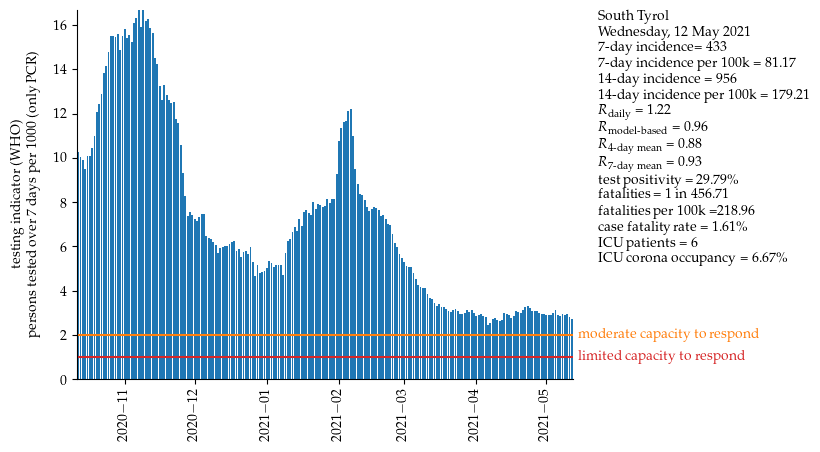 South Tyrol
Wednesday, 12 May 2021
7-day incidence= 433
7-day incidence per 100k = 81.17
14-day incidence = 956
14-day incidence per 100k = 179.21
R_daily = 1.22
R_model-based = 0.96
R_4-day mean = 0.88
R_7-day mean = 0.93
test positivity = 29.79%
fatalities = 1 in 456.71
fatalities per 100k =218.96
case fatality rate = 1.61%
ICU patients = 6
ICU corona occupancy = 6.67%
testing indicator (WHO)
persons tested over 7 days per 1000 (only PCR)
16
14
12
10
8
6
4
2
0
moderate capacity to respond
limited capacity to respond
2020−11
2020−12
2021−01
2021−02
2021−03
2021−04
2021−05